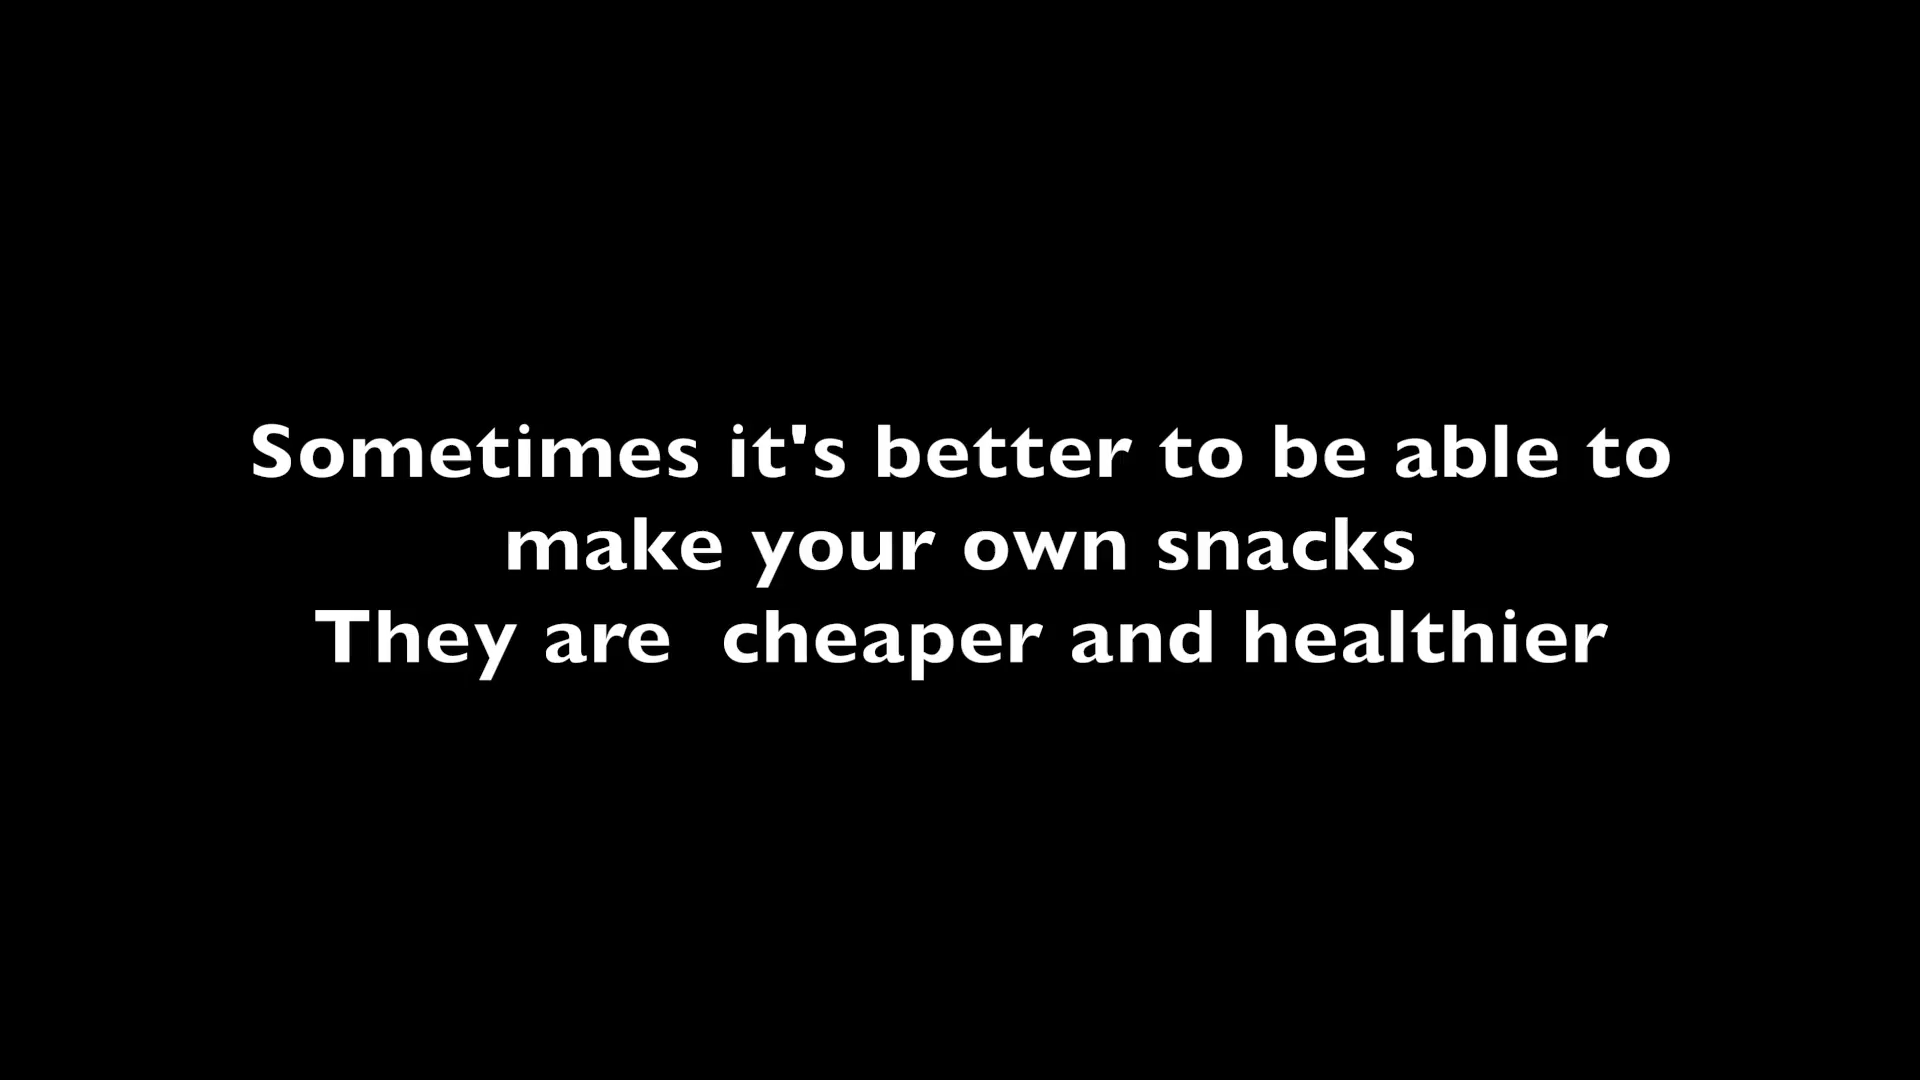 Sometimes it's better to be able to
make your own snacks
They are  cheaper and healthier